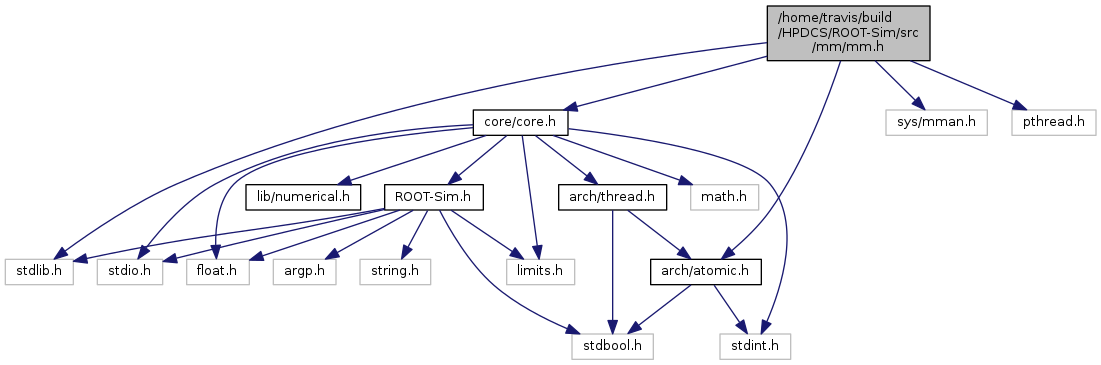 /home/travis/build
/HPDCS/ROOT-Sim/src
/mm/mm.h
core/core.h
sys/mman.h
pthread.h
lib/numerical.h
ROOT-Sim.h
arch/thread.h
math.h
stdlib.h
stdio.h
float.h
argp.h
string.h
limits.h
arch/atomic.h
stdbool.h
stdint.h